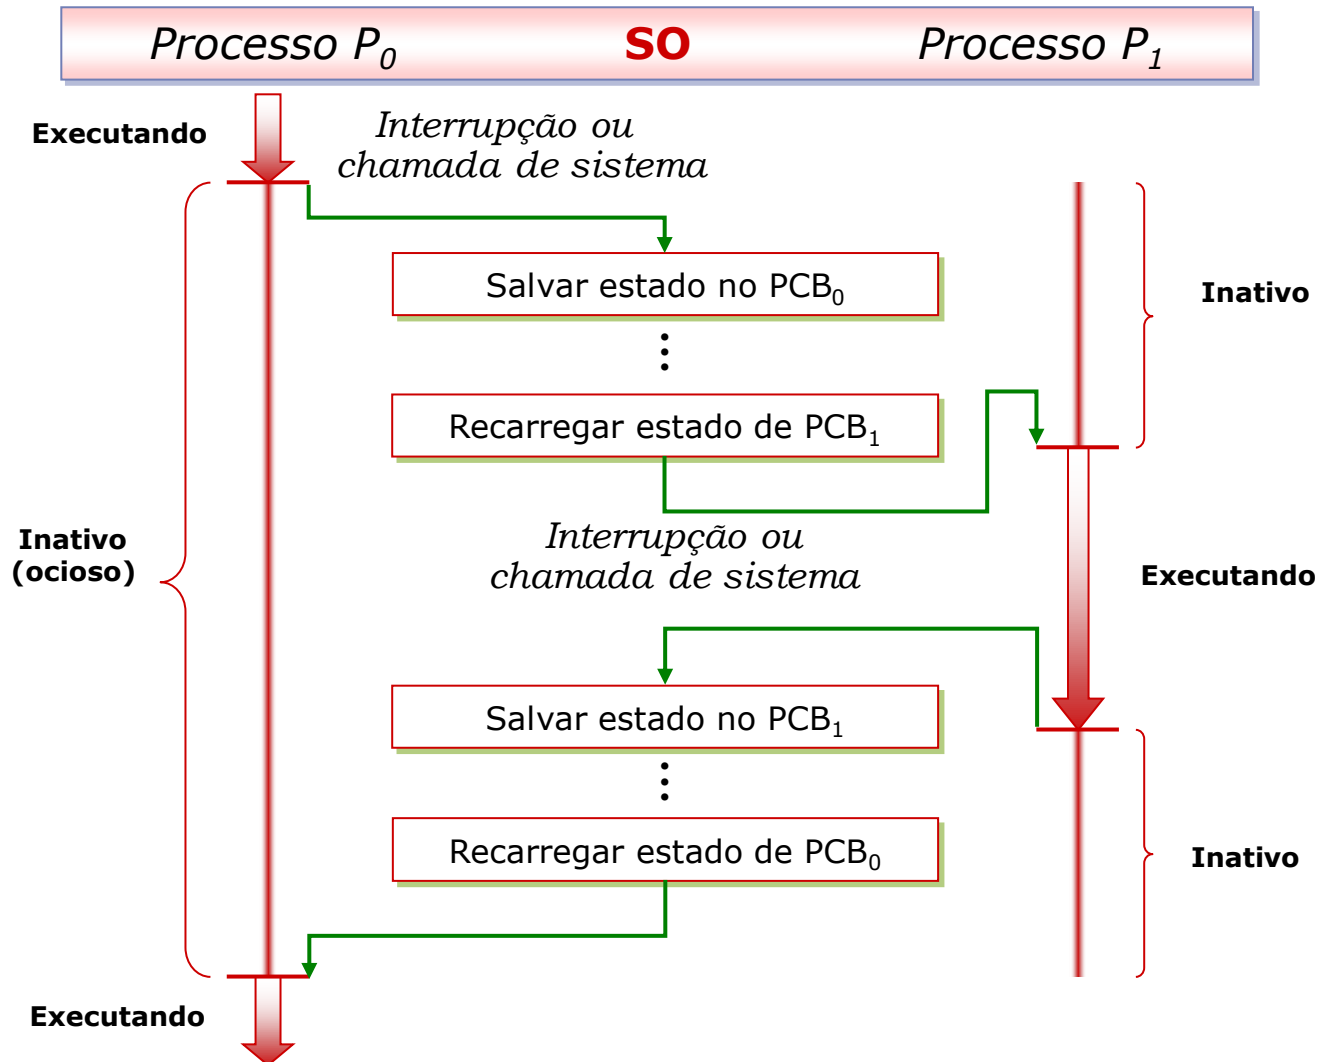 Processo P₀ SO Processo P₁
Executando
Interrupção ou
chamada de sistema
Salvar estado no PCB₀
Inativo
Recarregar estado de PCB₁
Inativo
(ocioso)
Interrupção ou
chamada de sistema
Executando
Salvar estado no PCB₁
Recarregar estado de PCB₀
Inativo
Executando